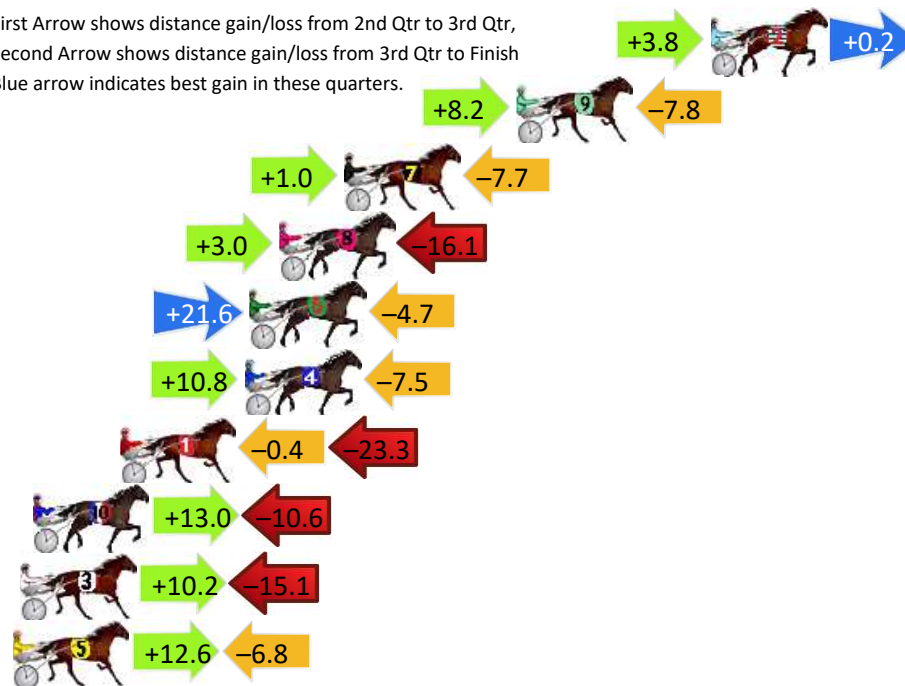 irst Arrow shows distance gain/loss from 2nd Qtr to 3rd Qtr,
econd Arrow shows distance gain/loss from 3rd Qtr to Finish
lue arrow indicates best gain in these quarters.
+3.8 2 +0.2
+8.2 9 –7.8
+1.0 7 –7.7
+3.0 8 –16.1
+21.6 6 –4.7
+10.8 4 –7.5
1 –0.4 –23.3
10 +13.0 –10.6
3 +10.2 –15.1
5 +12.6 –6.8